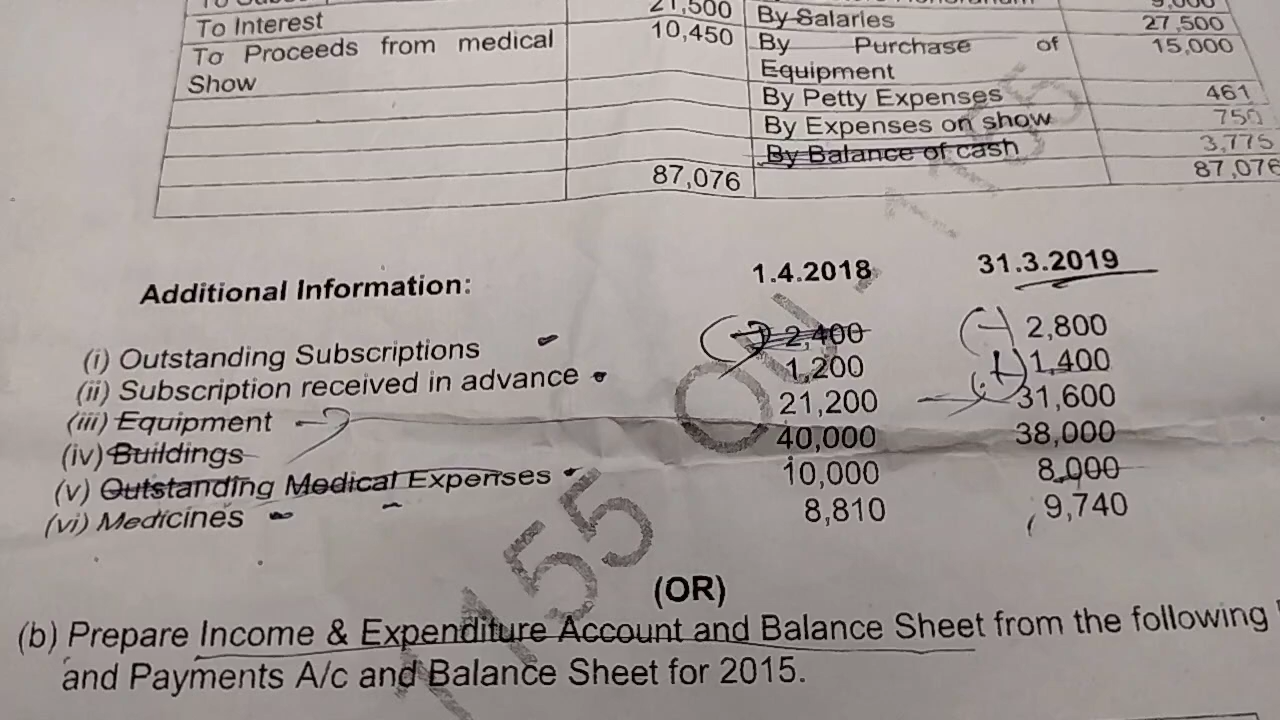 To Interest 21,500 By Salaries 27,500
To Proceeds from medical Show 10,450 By Purchase of Equipment 15,000
By Petty Expenses 461
By Expenses on show 750
By Balance of cash 3,775
87,076 87,076
Additional Information: 1.4.2018 31.3.2019
(i) Outstanding Subscriptions 2,400 2,800
(ii) Subscription received in advance 1,200 1,400
(iii) Equipment 21,200 31,600
(iv) Buildings 40,000 38,000
(v) Outstanding Medical Expenses 10,000 8,000
(vi) Medicines 8,810 9,740
(OR)
(b) Prepare Income & Expenditure Account and Balance Sheet from the following
and Payments A/c and Balance Sheet for 2015.